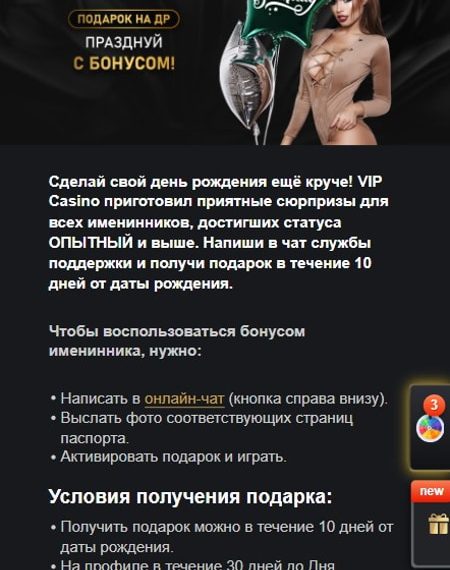 ПОДАРОК НА ДР
ПРАЗДНУЙ
С БОНУСОМ!
Сделай свой день рождения ещё круче! VIP
Casino приготовил приятные сюрпризы для
всех именинников, достигших статуса
ОПЫТНЫЙ и выше. Напиши в чат службы
поддержки и получи подарок в течение 10
дней от даты рождения.
Чтобы воспользоваться бонусом
именинника, нужно:
• Написать в онлайн-чат (кнопка справа внизу).
• Выслать фото соответствующих страниц
паспорта.
• Активировать подарок и играть.
3
new
Условия получения подарка:
• Получить подарок можно в течение 10 дней от
даты рождения.
• На профиле в течение 30 дней до Дня